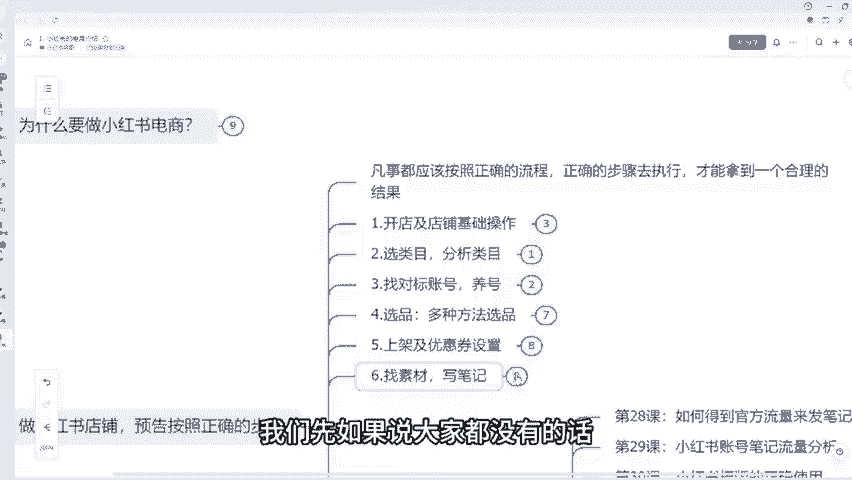 为什么要做小红书电商？ 9
凡事都应该按照正确的流程，正确的步骤去执行，才能拿到一个合理的
结果
1.开店及店铺基础操作 3
2.选类目，分析类目 1
3.找对标账号，养号 2
4.选品：多种方法选品 7
5.上架及优惠券设置 8
6.找素材，写笔记
第28课：如何得到官方流量来发笔记
做 红书店铺，预告按照正确的步
我们先如果说大家都没有的话
第29课：小红书账号笔记流量分析